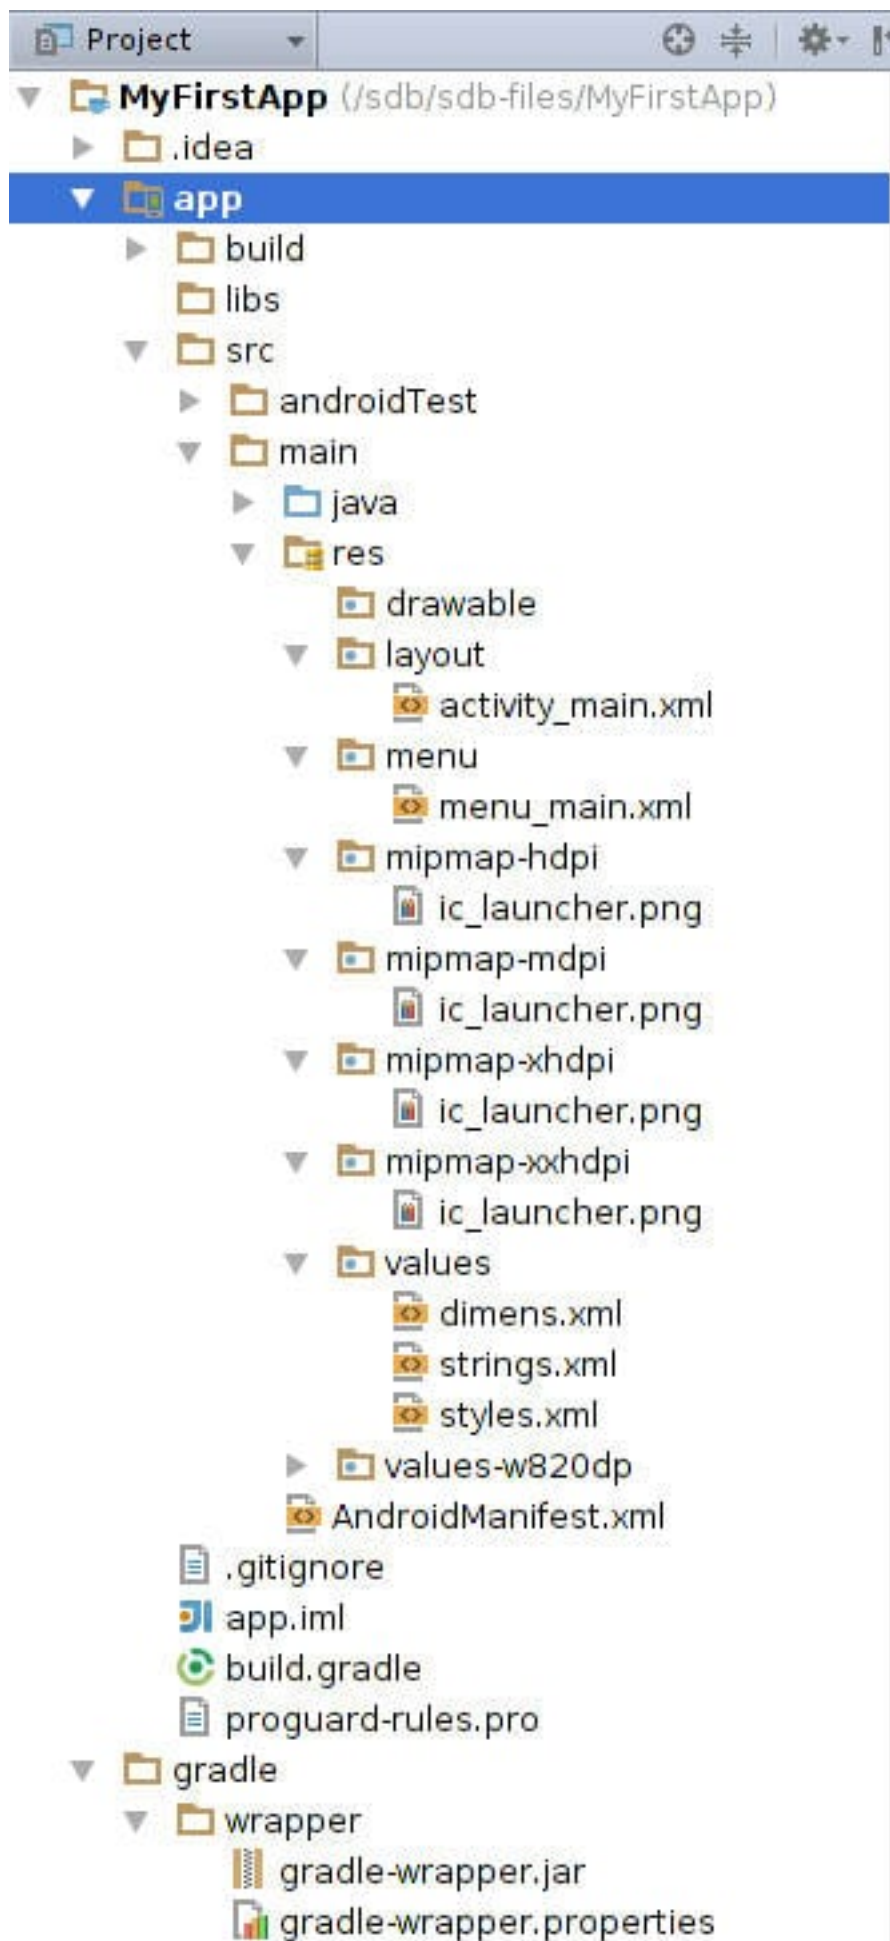 Project
MyFirstApp (/sdb/sdb-files/MyFirstApp)
.idea
app
build
libs
src
androidTest
main
java
res
drawable
layout
activity_main.xml
menu
menu_main.xml
mipmap-hdpi
ic_launcher.png
mipmap-mdpi
ic_launcher.png
mipmap-xhdpi
ic_launcher.png
mipmap-xxhdpi
ic_launcher.png
values
dimens.xml
strings.xml
styles.xml
values-w820dp
AndroidManifest.xml
.gitignore
app.iml
build.gradle
proguard-rules.pro
gradle
wrapper
gradle-wrapper.jar
gradle-wrapper.properties